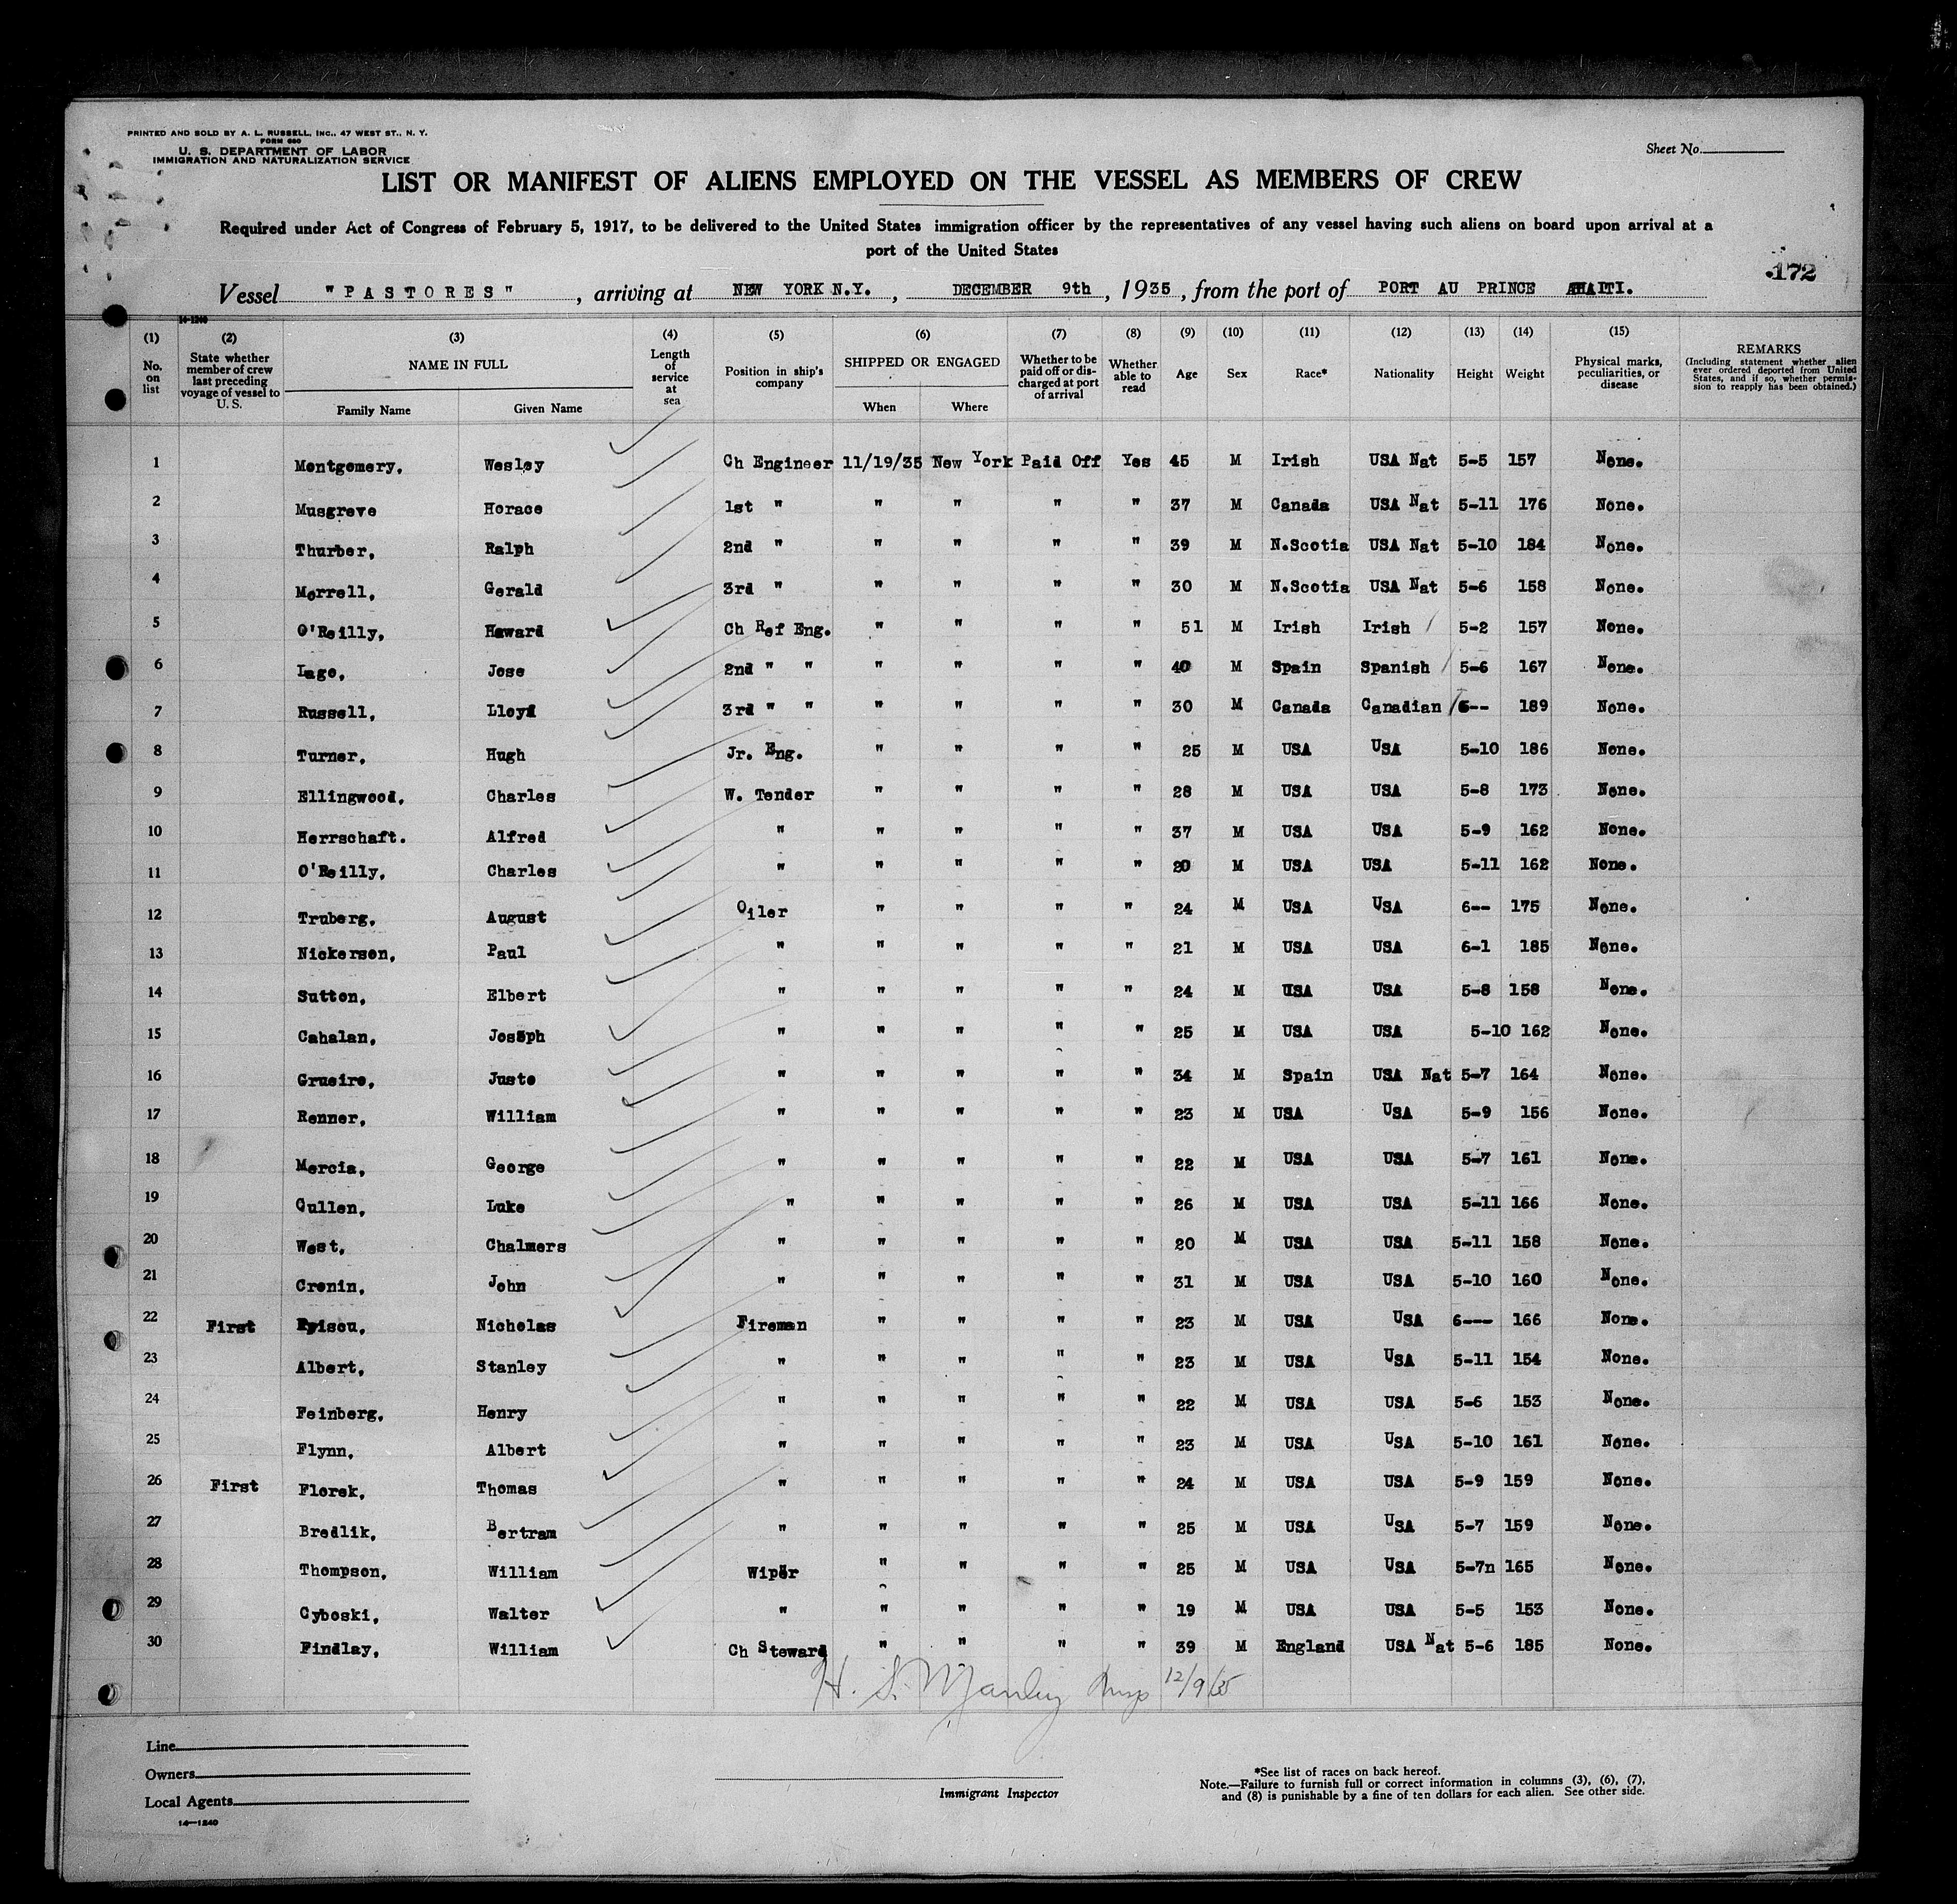 PRINTED AND SOLD BY A. L. RUSSELL, INC., 47 WEST ST., N. Y.
FORM 680
U. S. DEPARTMENT OF LABOR
IMMIGRATION AND NATURALIZATION SERVICE
Sheet No.
LIST OR MANIFEST OF ALIENS EMPLOYED ON THE VESSEL AS MEMBERS OF CREW
Required under Act of Congress of February 5, 1917, to be delivered to the United States immigration officer by the representatives of any vessel having such aliens on board upon arrival at a
port of the United States
172
Vessel "PASTORES", arriving at NEW YORK N.Y., DECEMBER 9th, 1935, from the port of PORT AU PRINCE HAITI.
14-1240
(1) No. on list
(2) State whether member of crew last preceding voyage of vessel to U. S.
(3) NAME IN FULL Family Name Given Name
(4) Length of service at sea
(5) Position in ship's company
(6) SHIPPED OR ENGAGED When Where
(7) Whether to be paid off or discharged at port of arrival
(8) Whether able to read
(9) Age
(10) Sex
(11) Race*
(12) Nationality
(13) Height
(14) Weight
(15) Physical marks, peculiarities, or disease
REMARKS (Including statement whether alien ever ordered deported from United States, and if so, whether permission to reapply has been obtained.)
1 Montgomery, Wesley Ch Engineer 11/19/35 New York Paid Off Yes 45 M Irish USA Nat 5-5 157 None.
2 Musgreve Horace 1st " " " " " 37 M Canada USA Nat 5-11 176 None.
3 Thurber, Ralph 2nd " " " " " 39 M N.Scotia USA Nat 5-10 184 None.
4 Morrell, Gerald 3rd " " " " " 30 M N.Scotia USA Nat 5-6 158 None.
5 O'Reilly, Howard Ch Ref Eng. " " " " 51 M Irish Irish 5-2 157 None.
6 Lago, Jose 2nd " " " " " " 40 M Spain Spanish 5-6 167 None.
7 Russell, Lloyd 3rd " " " " " " 30 M Canada Canadian 6-- 189 None.
8 Turner, Hugh Jr. Eng. " " " " 25 M USA USA 5-10 186 None.
9 Ellingwood, Charles W. Tender " " " " 28 M USA USA 5-8 173 None.
10 Herrschaft. Alfred " " " " " 37 M USA USA 5-9 162 None.
11 O'Reilly, Charles " " " " " 20 M USA USA 5-11 162 None.
12 Truberg, August Oiler " " " " 24 M USA USA 6-- 175 None.
13 Nickerson, Paul " " " " " 21 M USA USA 6-1 185 None.
14 Sutton, Elbert " " " " " 24 M USA USA 5-8 158 None.
15 Cahalan, Joseph " " " " " 25 M USA USA 5-10 162 None.
16 Grueiro, Justo " " " " " 34 M Spain USA Nat 5-7 164 None.
17 Renner, William " " " " " 23 M USA USA 5-9 156 None.
18 Mercia, George " " " " " 22 M USA USA 5-7 161 None.
19 Cullen, Luke " " " " " 26 M USA USA 5-11 166 None.
20 West, Chalmers " " " " " 20 M USA USA 5-11 158 None.
21 Cronin, John " " " " " 31 M USA USA 5-10 160 None.
22 First Nicholas Fireman " " " " 23 M USA USA 6--- 166 None.
23 Albert, Stanley " " " " " 23 M USA USA 5-11 154 None.
24 Feinberg, Henry " " " " " 22 M USA USA 5-6 153 None.
25 Flynn, Albert " " " " " 23 M USA USA 5-10 161 None.
26 First Florek, Thomas " " " " " 24 M USA USA 5-9 159 None.
27 Bredlik, Bertram " " " " " 25 M USA USA 5-7 159 None.
28 Thompson, William Wiper " " " " 25 M USA USA 5-7n 165 None.
29 Cyboski, Walter " " " " " 19 M USA USA 5-5 153 None.
30 Findlay, William Ch Steward " " " " 39 M England USA Nat 5-6 185 None.
H. S. Manley Insp 12/9/35
Line
Owners
Local Agents
14-1240
Immigrant Inspector
*See list of races on back hereof.
Note.—Failure to furnish full or correct information in columns (3), (6), (7),
and (8) is punishable by a fine of ten dollars for each alien. See other side.